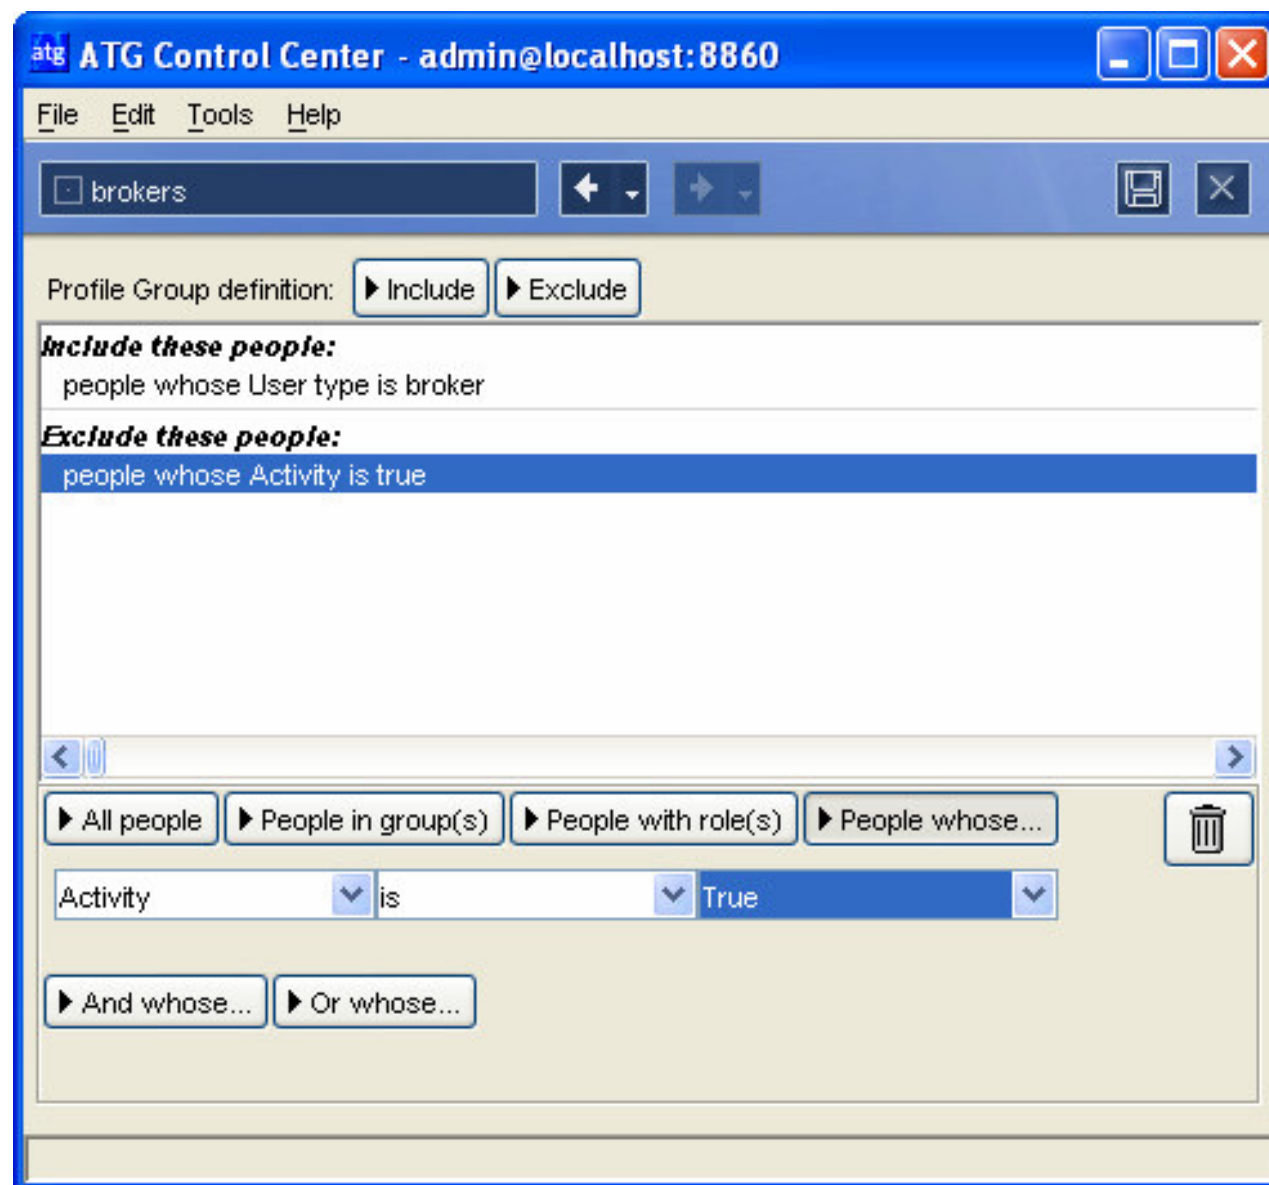 atg ATG Control Center - admin@localhost:8860
File Edit Tools Help
brokers
Profile Group definition: Include Exclude
Include these people:
people whose User type is broker
Exclude these people:
people whose Activity is true
All people People in group(s) People with role(s) People whose...
Activity is True
And whose... Or whose...